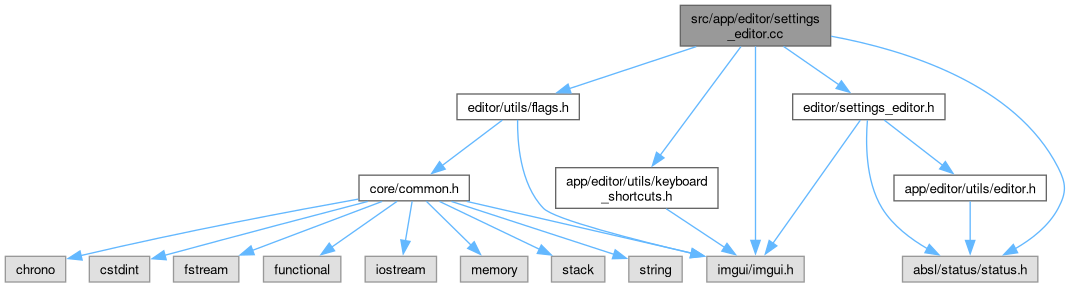 src/app/editor/settings
_editor.cc
editor/utils/flags.h
editor/settings_editor.h
core/common.h
app/editor/utils/keyboard
_shortcuts.h
app/editor/utils/editor.h
chrono
cstdint
fstream
functional
iostream
memory
stack
string
imgui/imgui.h
absl/status/status.h